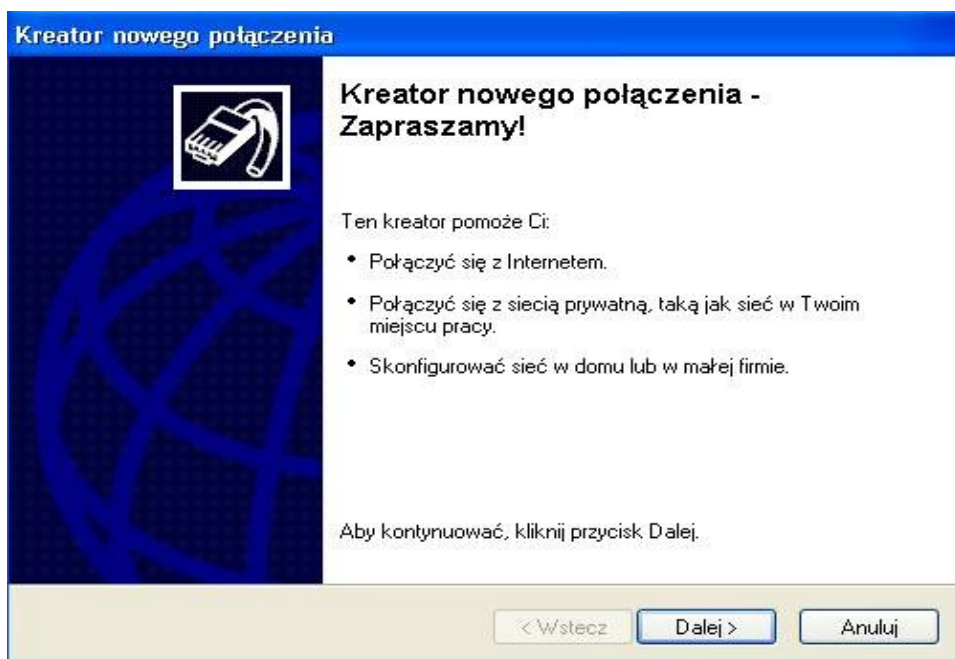 Kreator nowego połączenia
Kreator nowego połączenia -
Zapraszamy!
Ten kreator pomoże Ci:
• Połączyć się z Internetem.
• Połączyć się z siecią prywatną, taką jak sieć w Twoim
miejscu pracy.
• Skonfigurować sieć w domu lub w małej firmie.
Aby kontynuować, kliknij przycisk Dalej.
< Wstecz
Dalej >
Anuluj